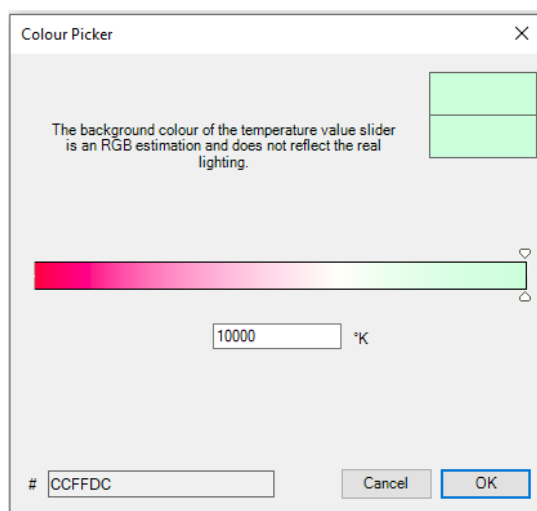 Colour Picker
The background colour of the temperature value slider
is an RGB estimation and does not reflect the real
lighting.
10000 °K
# CCFFDC Cancel OK